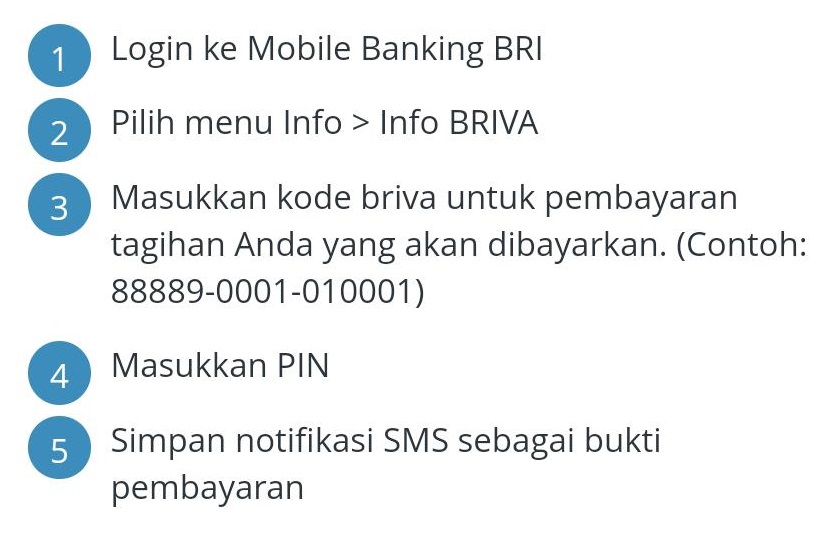 1 Login ke Mobile Banking BRI
2 Pilih menu Info > Info BRIVA
3 Masukkan kode briva untuk pembayaran
tagihan Anda yang akan dibayarkan. (Contoh:
88889-0001-010001)
4 Masukkan PIN
5 Simpan notifikasi SMS sebagai bukti
pembayaran